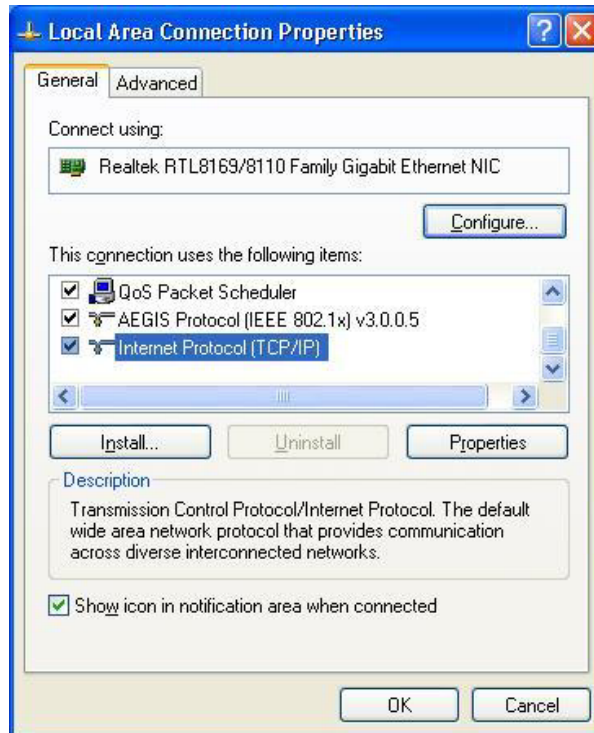 Local Area Connection Properties
General
Advanced
Connect using:
Realtek RTL8169/8110 Family Gigabit Ethernet NIC
Configure...
This connection uses the following items:
QoS Packet Scheduler
AEGIS Protocol (IEEE 802.1x) v3.0.0.5
Internet Protocol (TCP/IP)
Install...
Uninstall
Properties
Description
Transmission Control Protocol/Internet Protocol. The default
wide area network protocol that provides communication
across diverse interconnected networks.
Show icon in notification area when connected
OK
Cancel